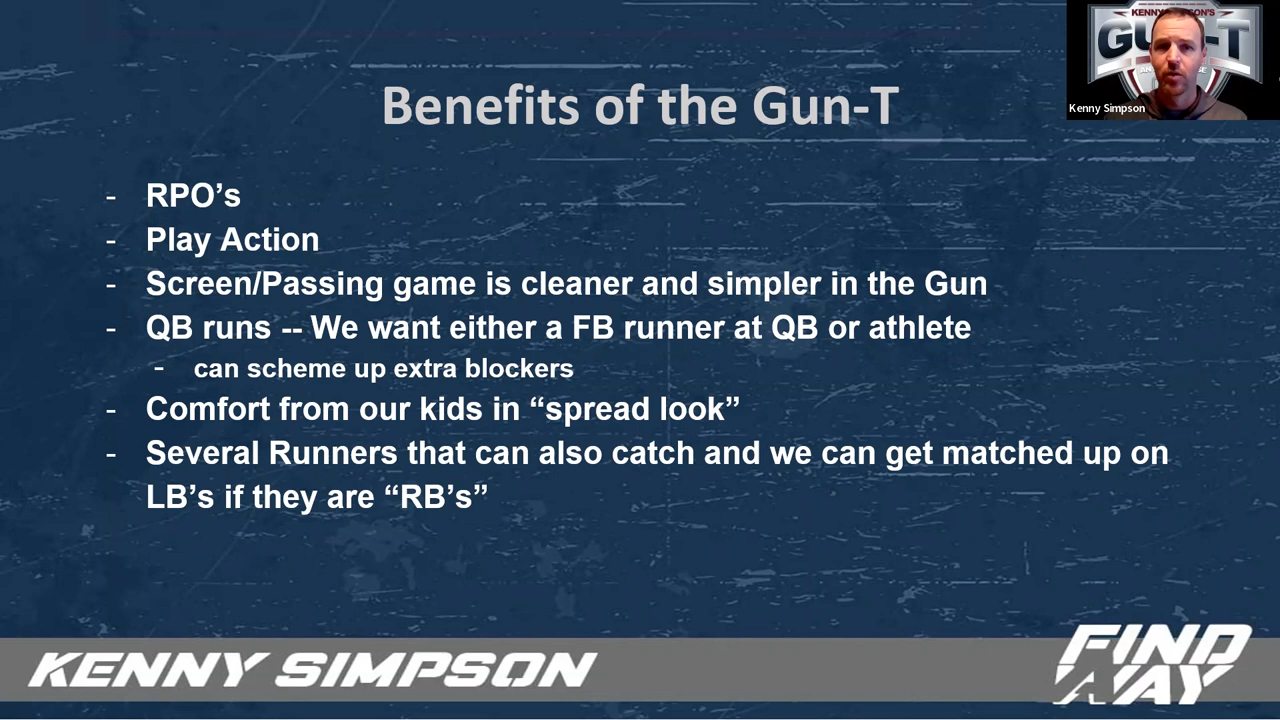 KENNY SIMPSON'S
GU -T
Kenny Simpson
Benefits of the Gun-T
- RPO’s
- Play Action
- Screen/Passing game is cleaner and simpler in the Gun
- QB runs -- We want either a FB runner at QB or athlete
- can scheme up extra blockers
- Comfort from our kids in “spread look”
- Several Runners that can also catch and we can get matched up on
LB’s if they are “RB’s”
KENNY SIMPSON
FIND
A WAY